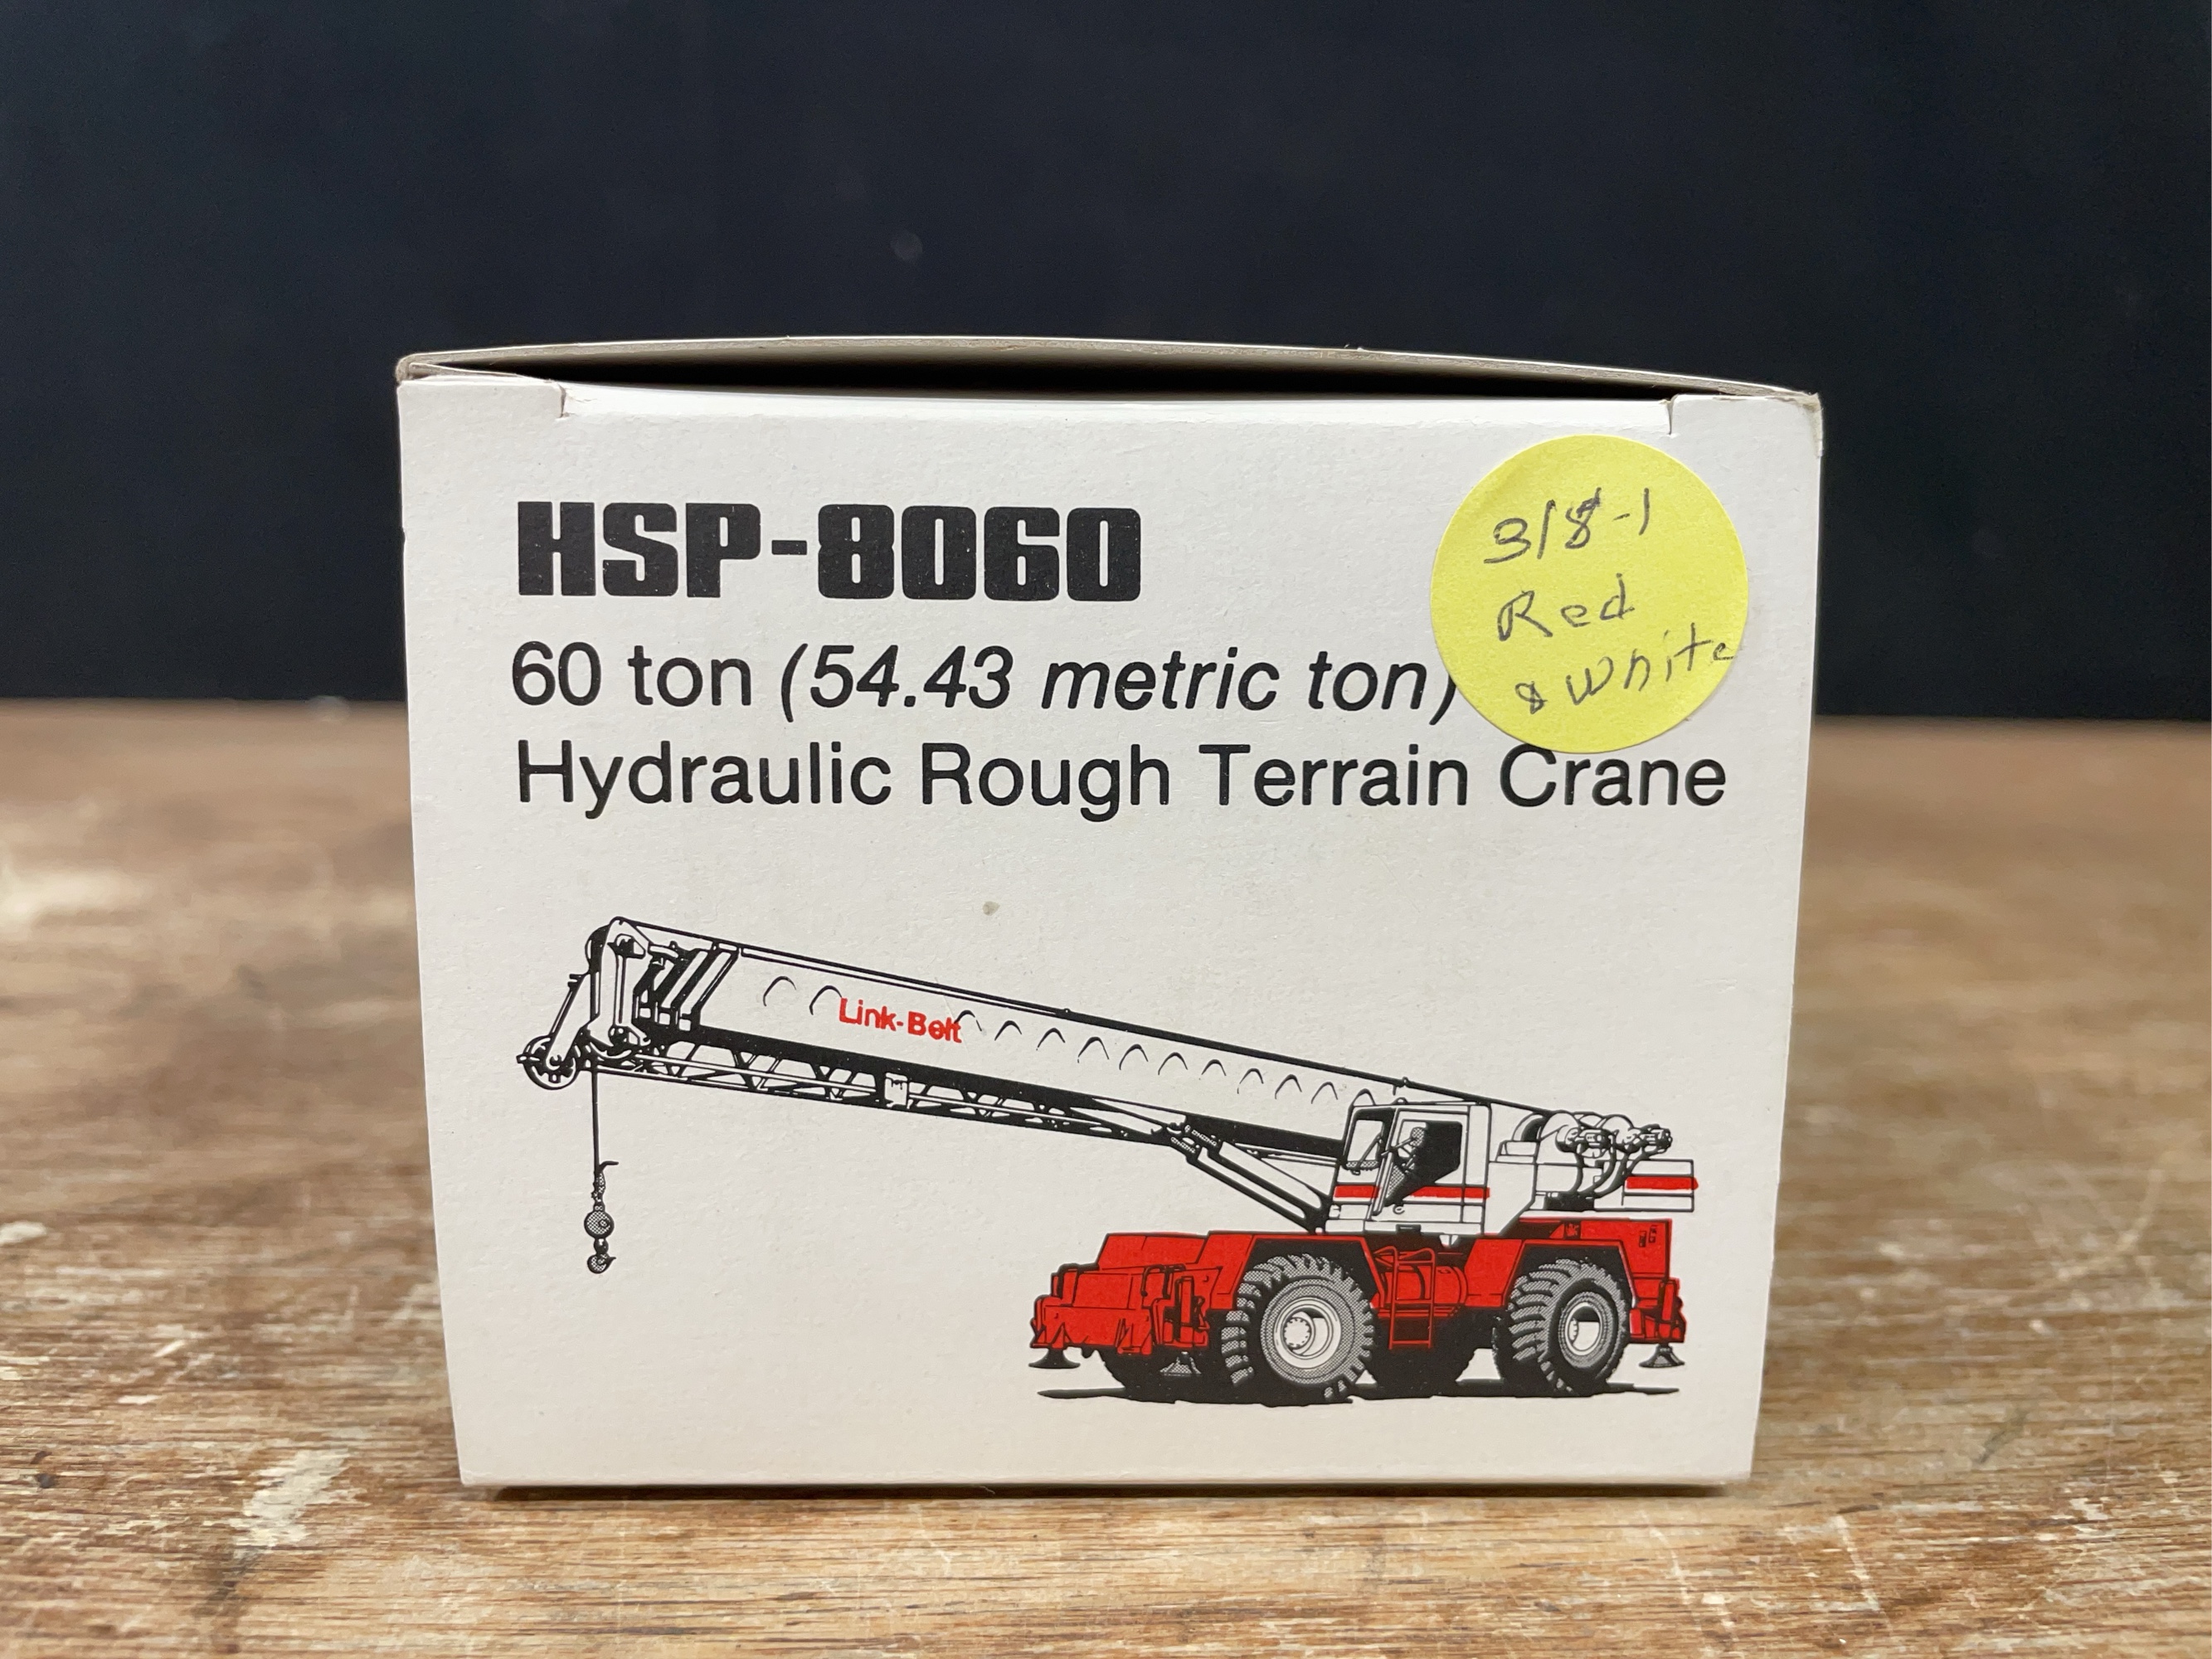 HSP-8060
60 ton (54.43 metric ton)
Hydraulic Rough Terrain Crane
318-1
Red
& White
Link-Belt